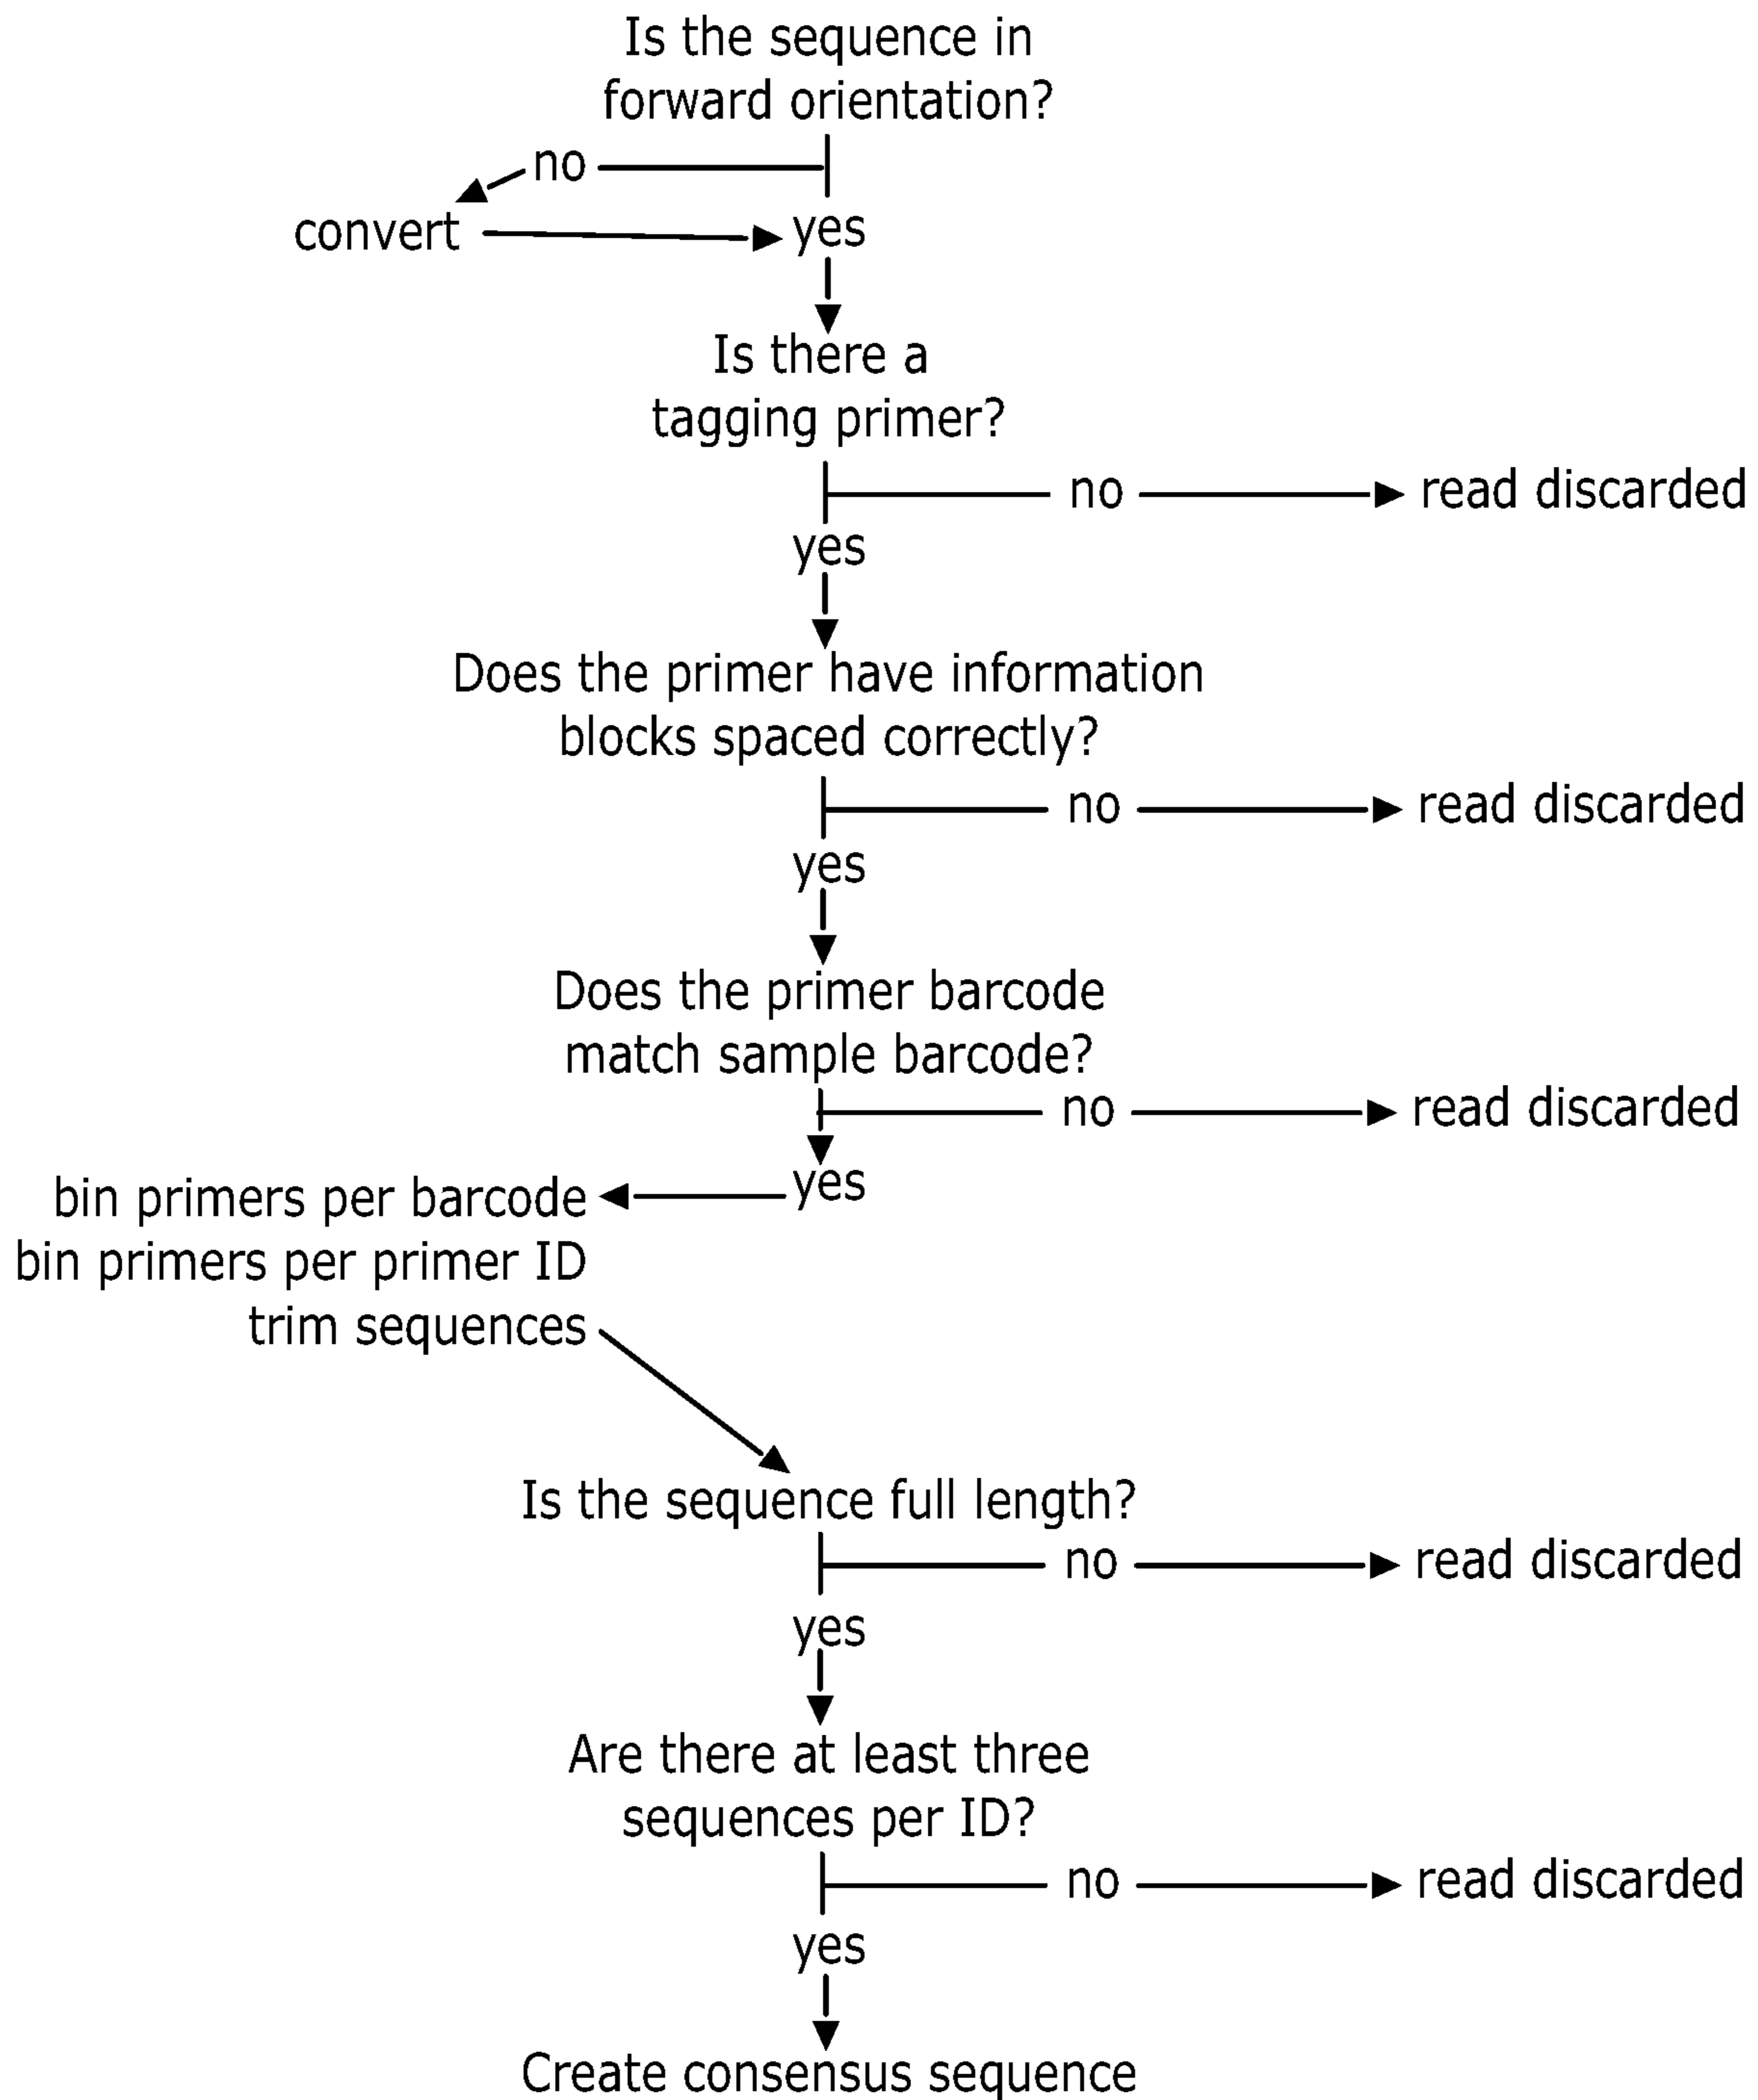 Is the sequence in
forward orientation?
no
convert
yes
Is there a
tagging primer?
no
read discarded
yes
Does the primer have information
blocks spaced correctly?
no
read discarded
yes
Does the primer barcode
match sample barcode?
no
read discarded
yes
bin primers per barcode
bin primers per primer ID
trim sequences
Is the sequence full length?
no
read discarded
yes
Are there at least three
sequences per ID?
no
read discarded
yes
Create consensus sequence